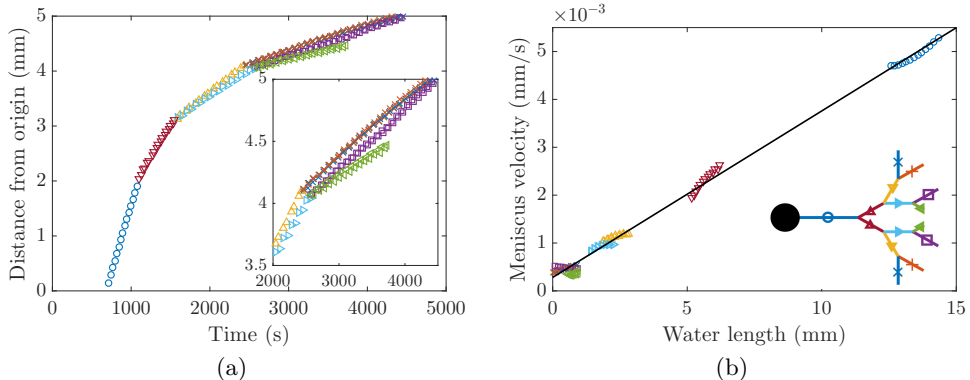 5
4
3
2
1
0
Distance from origin (mm)
0 1000 2000 3000 4000 5000
Time (s)
5
4.5
4
3.5
2000 3000 4000
(a)
×10⁻³
5
4
3
2
1
0
Meniscus velocity (mm/s)
0 5 10 15
Water length (mm)
(b)